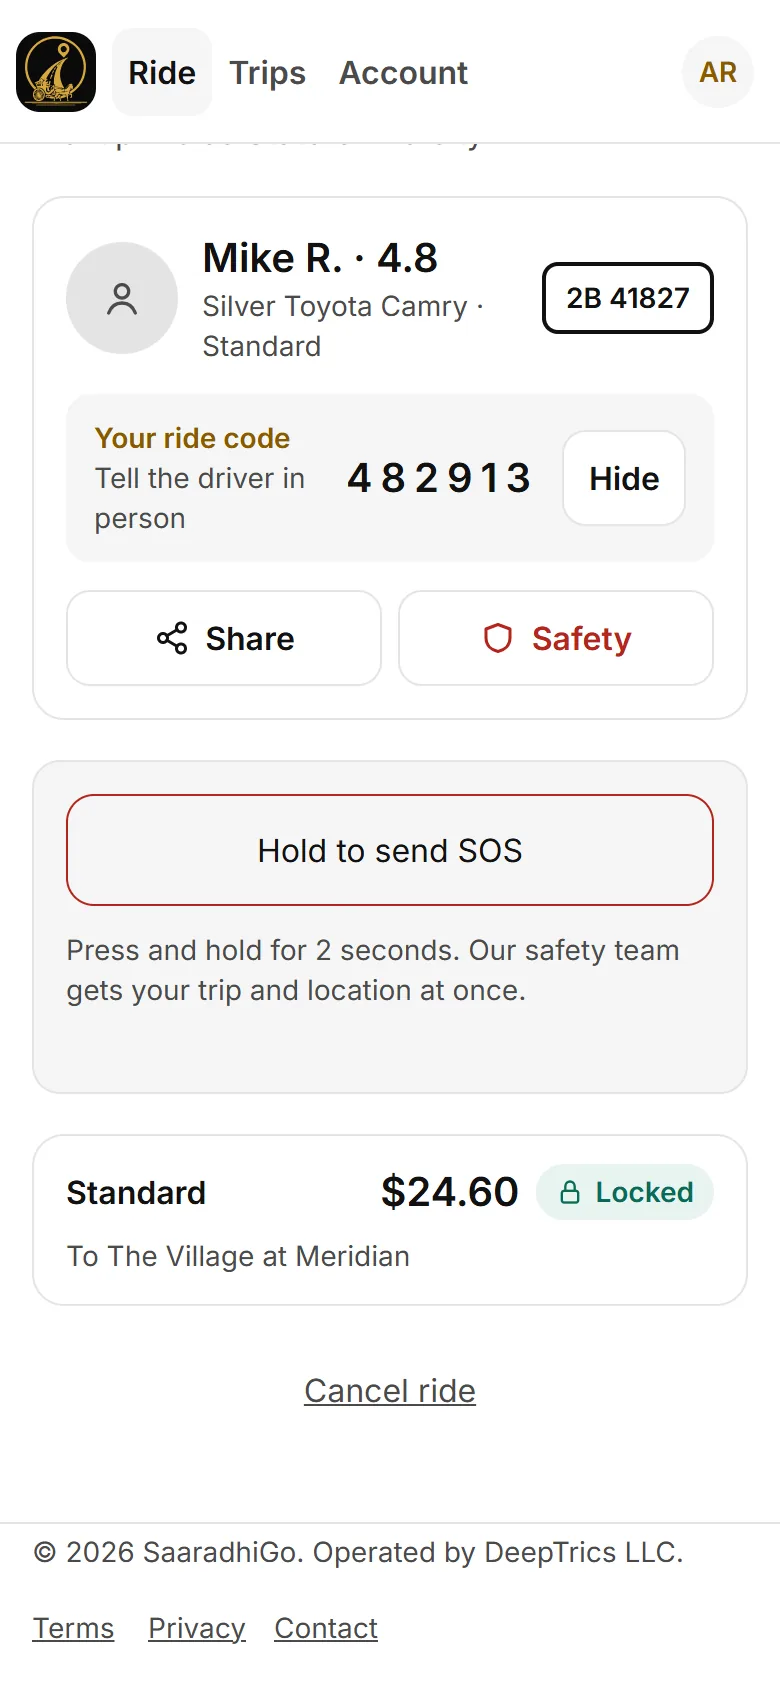 Ride
Trips
Account
AR
Mike R. · 4.8
Silver Toyota Camry ·
Standard
2B 41827
Your ride code
Tell the driver in
person
482913
Hide
Share
Safety
Hold to send SOS
Press and hold for 2 seconds. Our safety team
gets your trip and location at once.
Standard
$24.60
Locked
To The Village at Meridian
Cancel ride
© 2026 SaaradhiGo. Operated by DeepTrics LLC.
Terms
Privacy
Contact